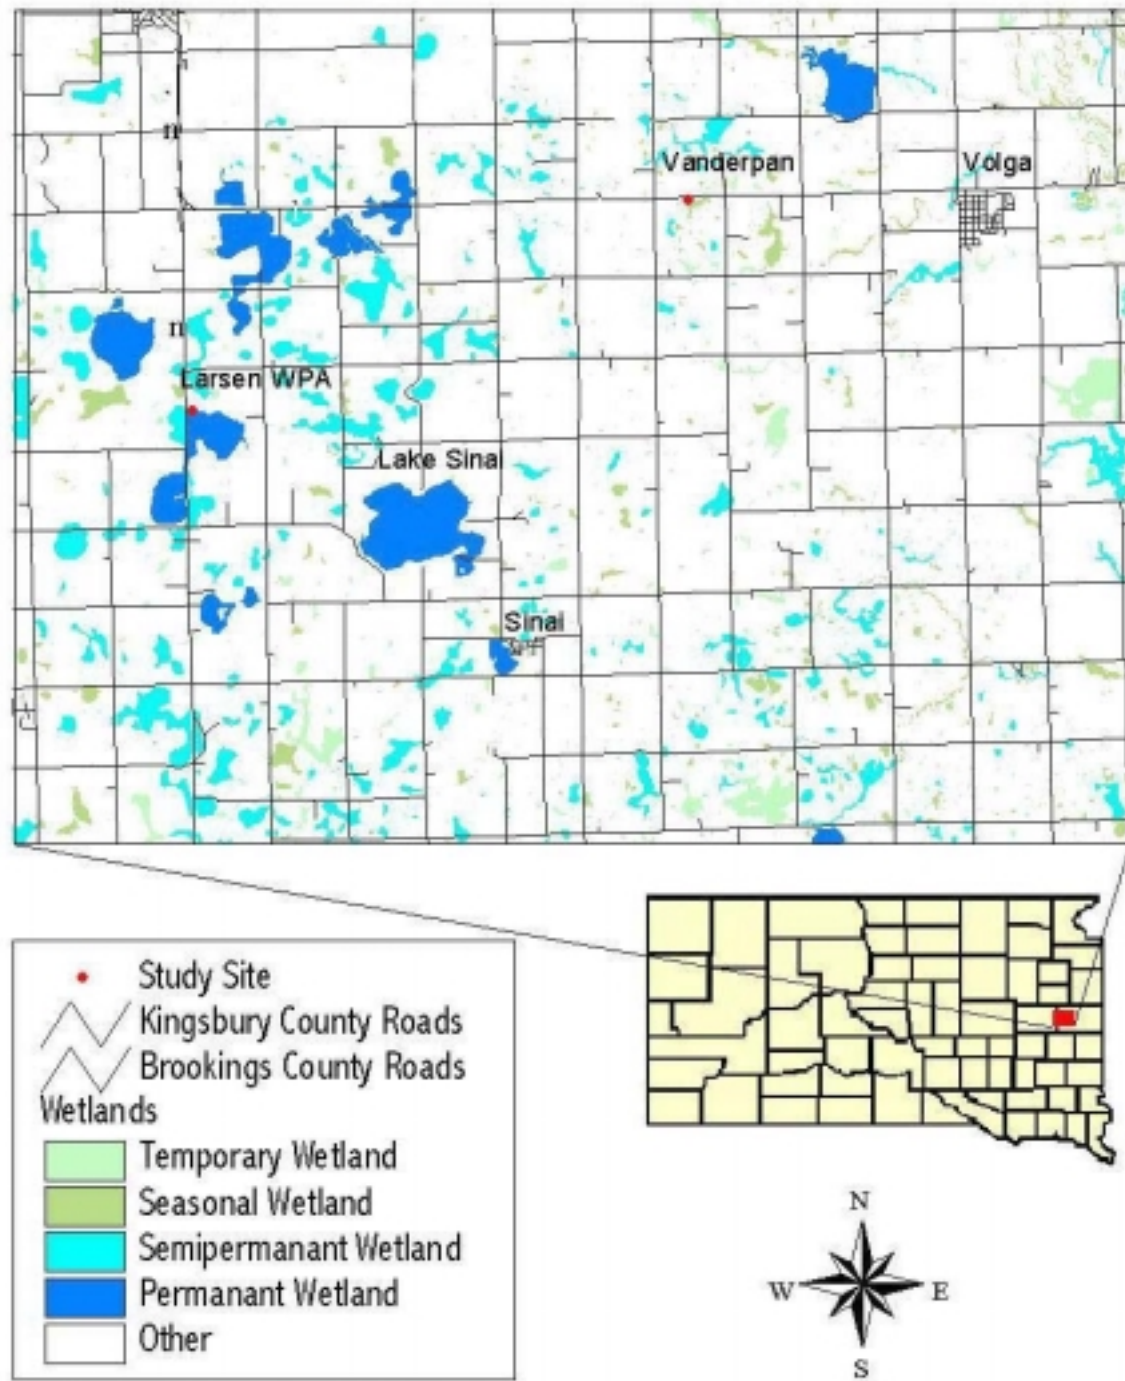 n
Vanderpan
Volga
n
Larsen WPA
Lake Sinai
Sinai
Study Site
Kingsbury County Roads
Brookings County Roads
Wetlands
Temporary Wetland
Seasonal Wetland
Semipermanant Wetland
Permanant Wetland
Other
N
W
E
S